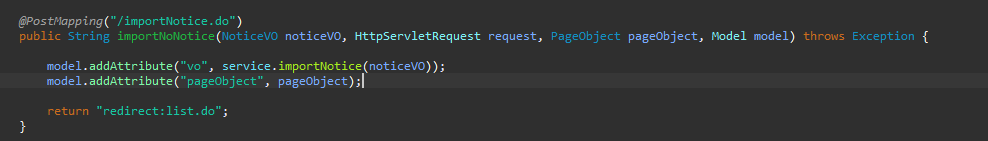 @PostMapping("/importNotice.do")
public String importNoNotice(NoticeVO noticeVO, HttpServletRequest request, PageObject pageObject, Model model) throws Exception {
model.addAttribute("vo", service.importNotice(noticeVO));
model.addAttribute("pageObject", pageObject);
return "redirect:list.do";
}